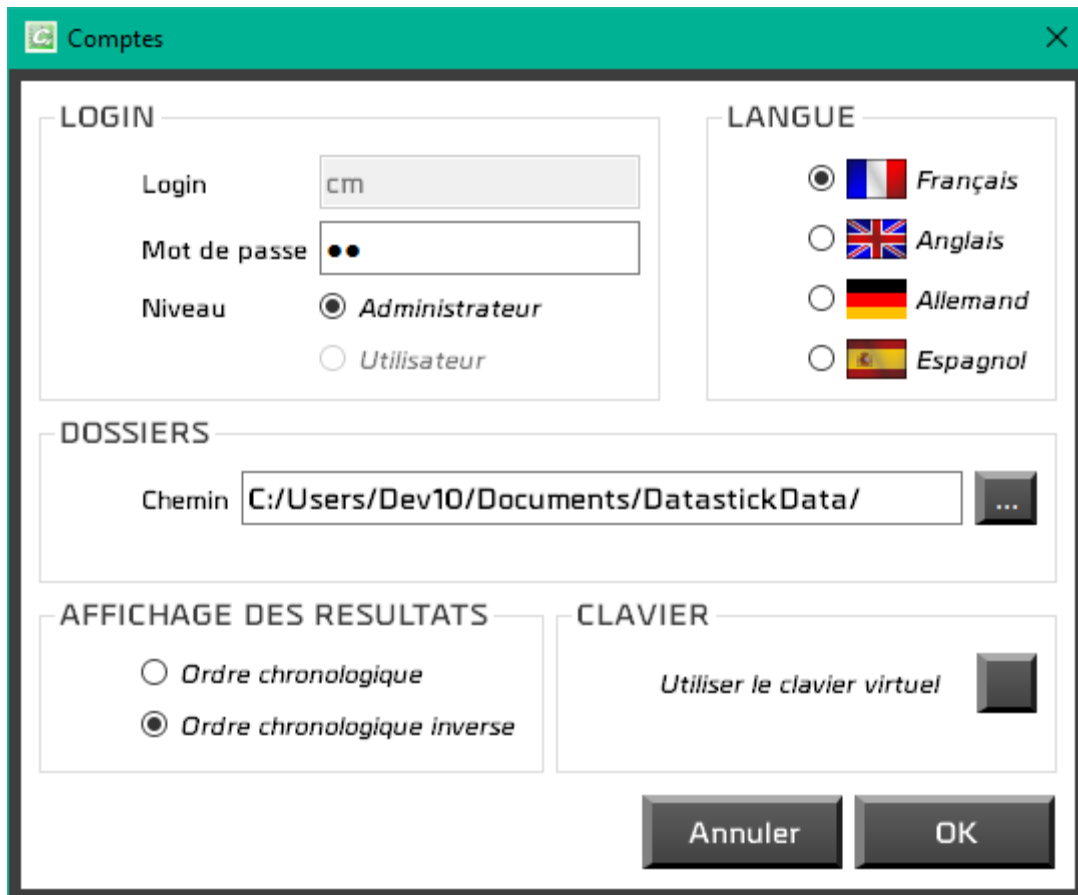 Comptes
LOGIN
Login cm
Mot de passe ●●
Niveau Administrateur
Utilisateur
LANGUE
Français
Anglais
Allemand
Espagnol
DOSSIERS
Chemin C:/Users/Dev10/Documents/DatastickData/ ...
AFFICHAGE DES RESULTATS
Ordre chronologique
Ordre chronologique inverse
CLAVIER
Utiliser le clavier virtuel
Annuler OK